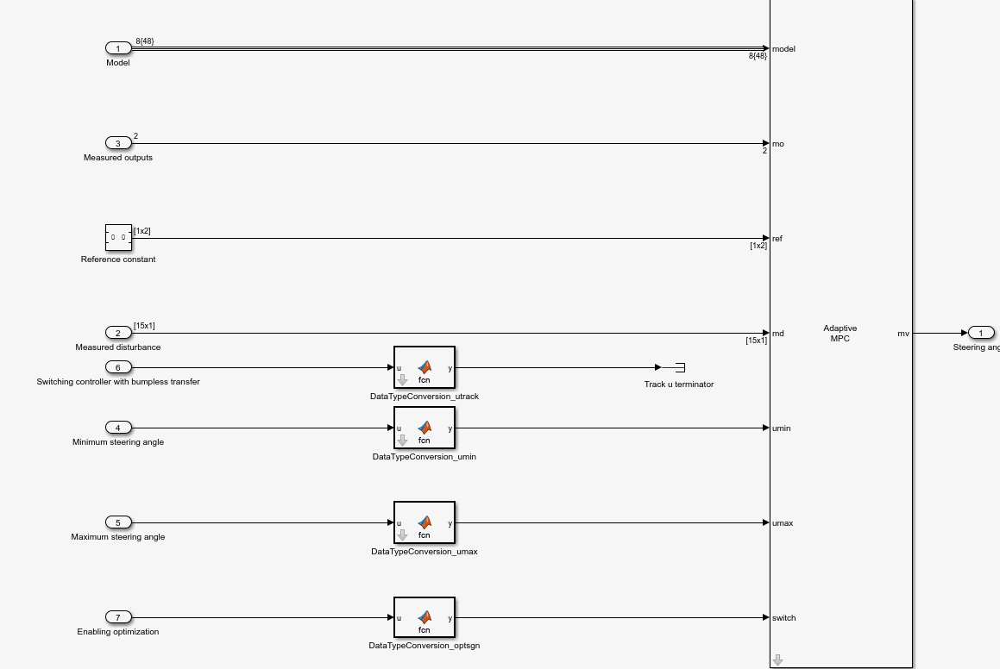 8{48}
1
model
8{48}
Model
2
3
mo
2
Measured outputs
[1x2]
0 0
ref
[1x2]
Reference constant
[15x1]
2
md
[15x1]
Adaptive
MPC
mv
1
Measured disturbance
Steering ang
6
u
y
fcn
Switching controller with bumpless transfer
Track u terminator
DataTypeConversion_utrack
4
u
y
fcn
umin
Minimum steering angle
DataTypeConversion_umin
5
u
y
fcn
umax
Maximum steering angle
DataTypeConversion_umax
7
u
y
fcn
switch
Enabling optimization
DataTypeConversion_optsgn